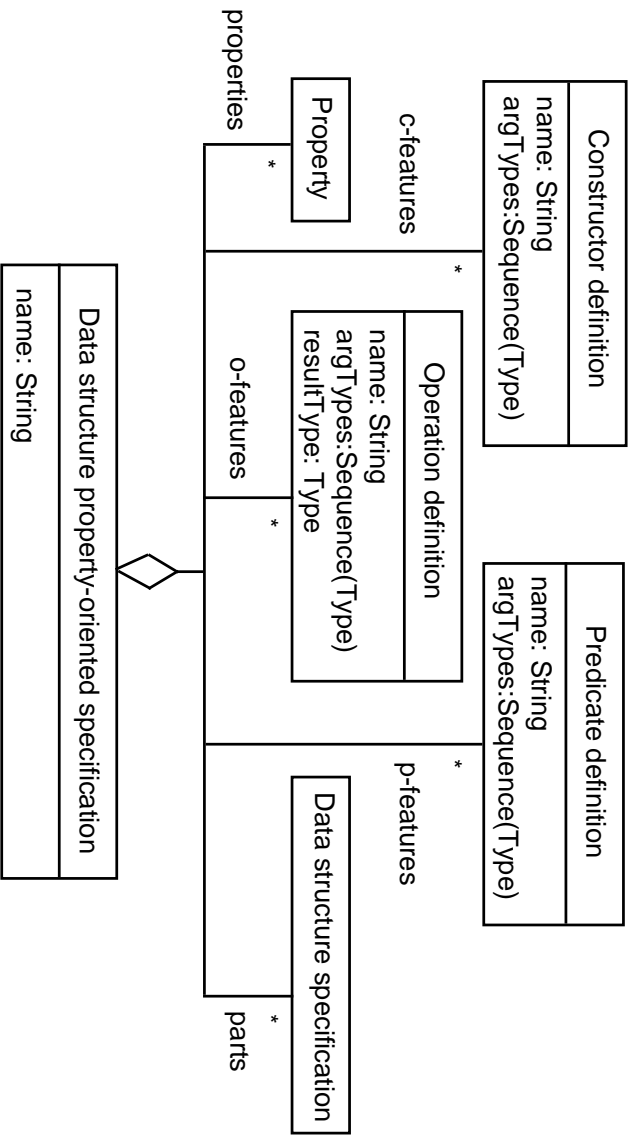 Constructor definition
name: String
argTypes:Sequence(Type)
Predicate definition
name: String
argTypes:Sequence(Type)
*
*
c-features
p-features
Operation definition
name: String
argTypes:Sequence(Type)
resultType: Type
Property
Data structure specification
*
*
*
properties
o-features
parts
Data structure property-oriented specification
name: String